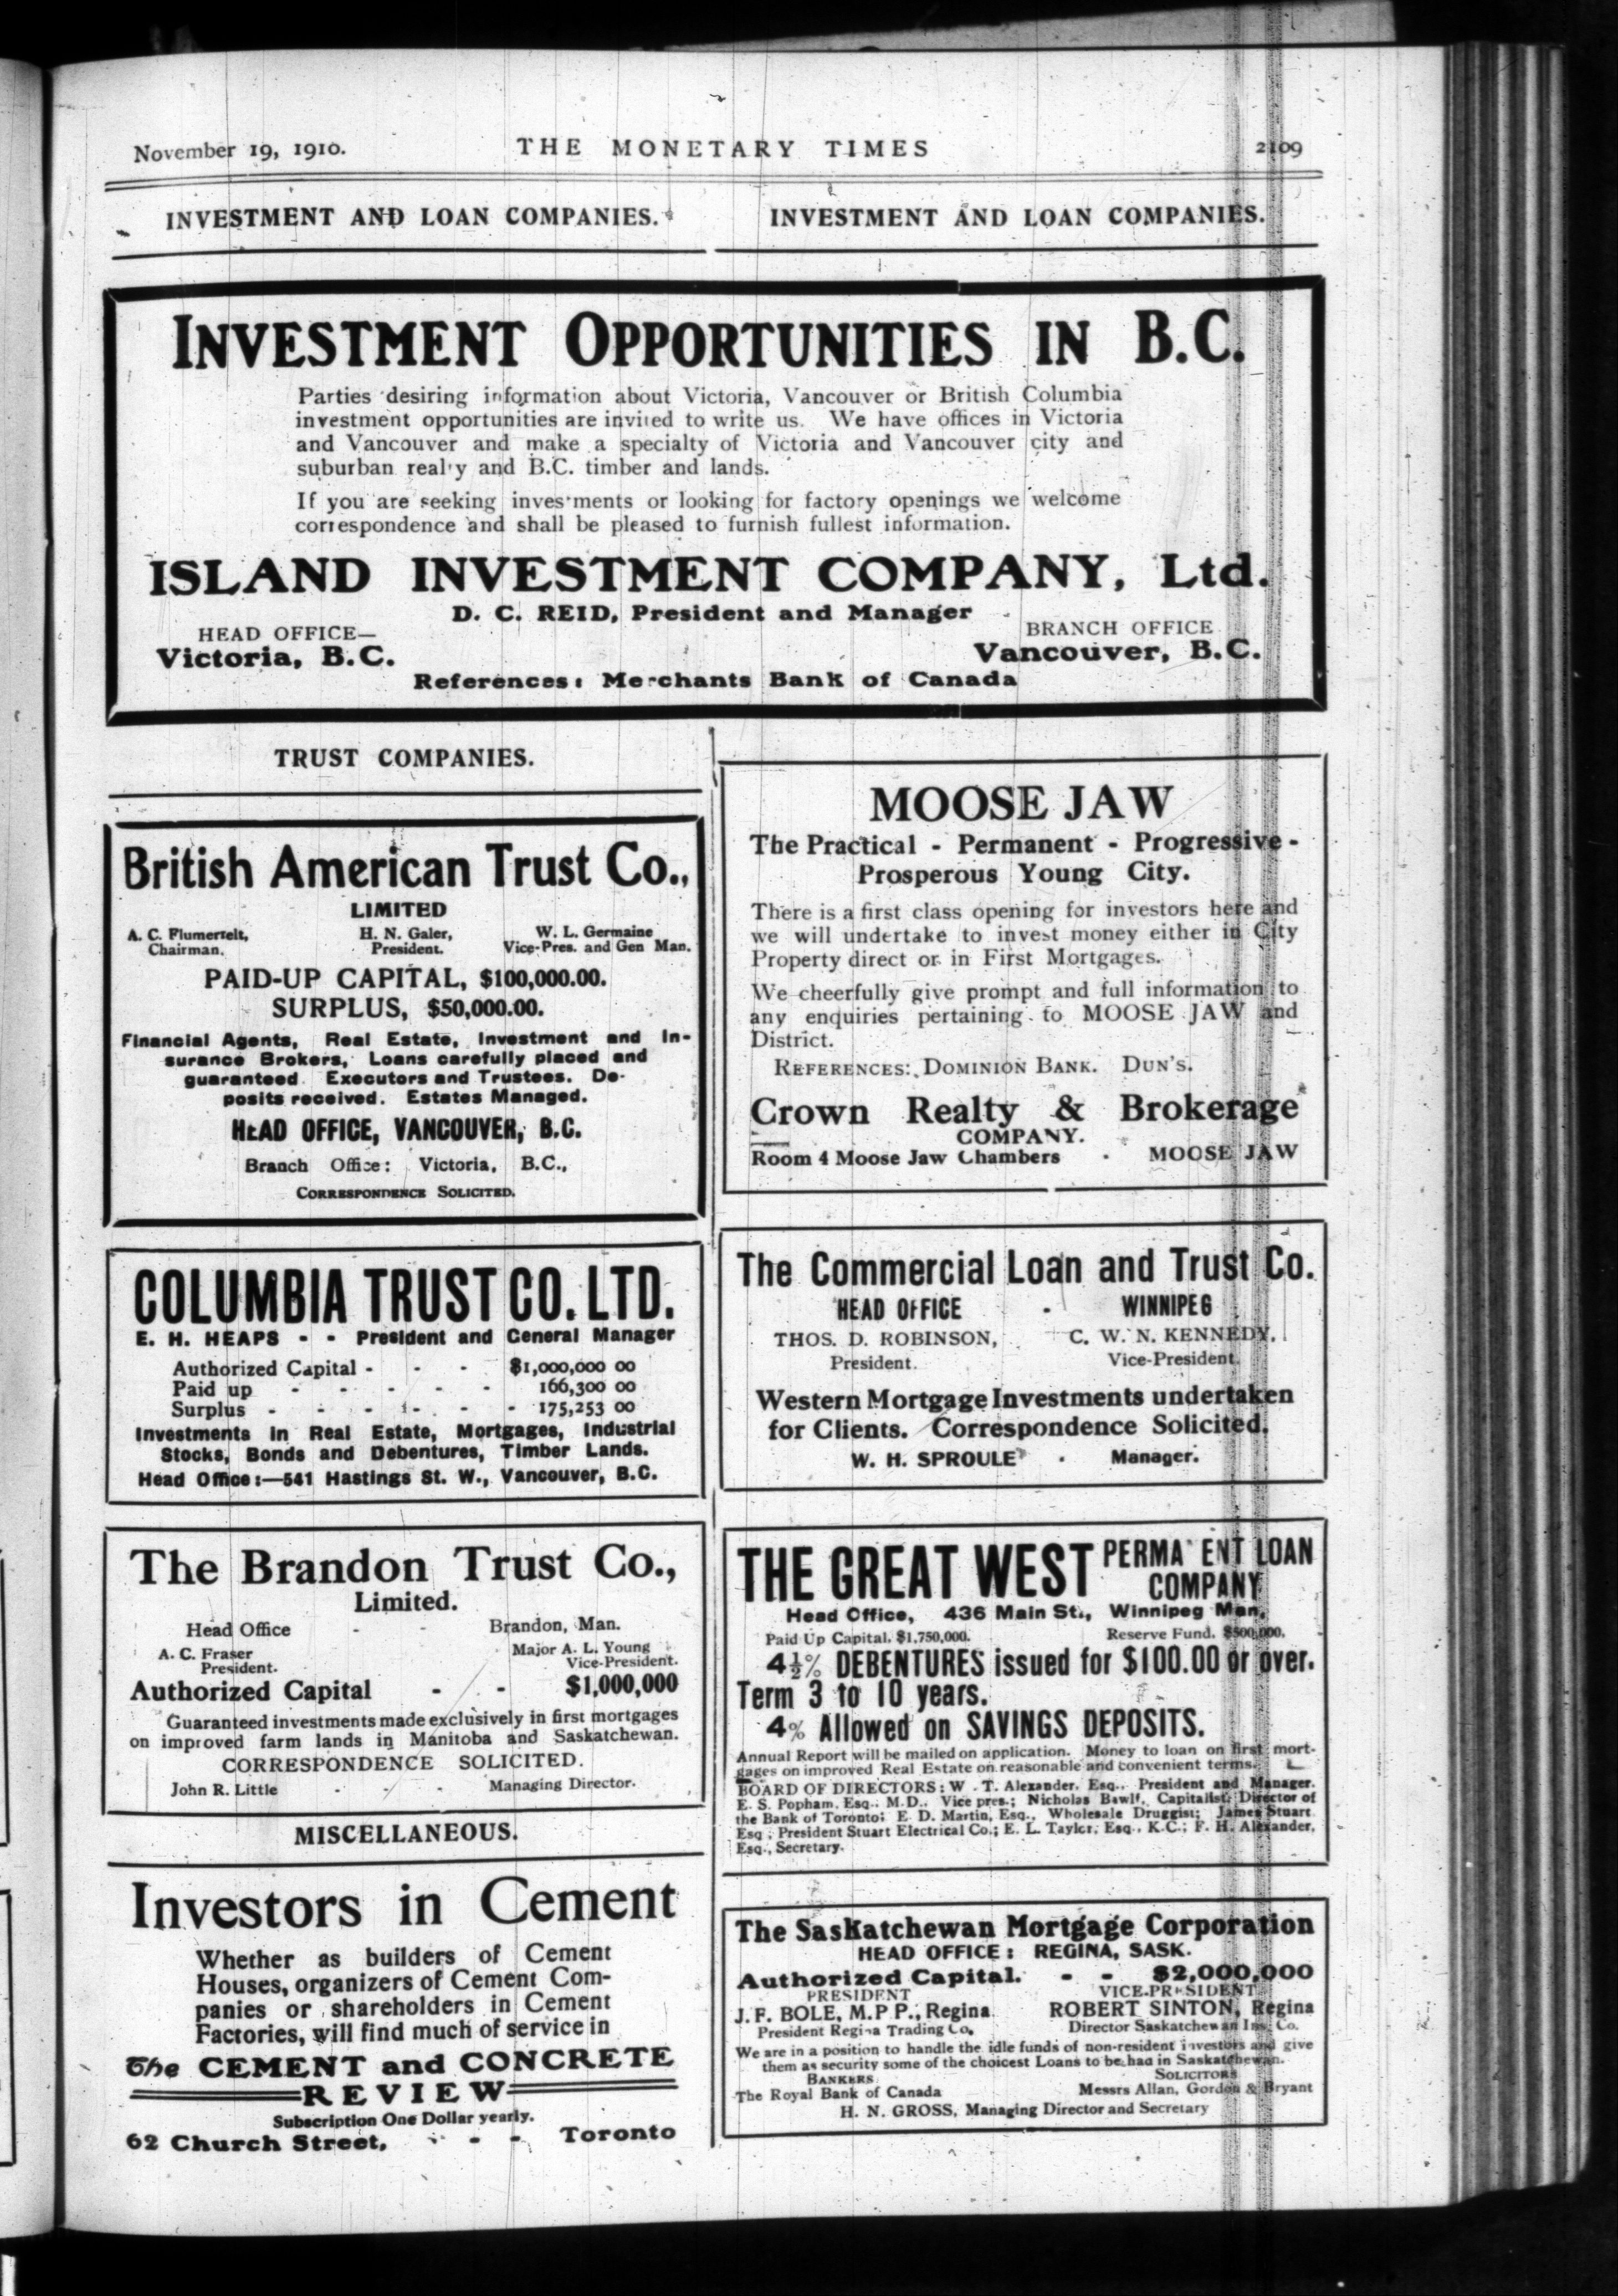 November 19, 1910.
THE MONETARY TIMES
2109
INVESTMENT AND LOAN COMPANIES.
INVESTMENT AND LOAN COMPANIES.
INVESTMENT OPPORTUNITIES IN B.C.
Parties desiring information about Victoria, Vancouver or British Columbia
investment opportunities are invited to write us. We have offices in Victoria
and Vancouver and make a specialty of Victoria and Vancouver city and
suburban realty and B.C. timber and lands.
If you are seeking investments or looking for factory openings we welcome
correspondence and shall be pleased to furnish fullest information.
ISLAND INVESTMENT COMPANY, Ltd.
D. C. REID, President and Manager
HEAD OFFICE—
Victoria, B.C.
BRANCH OFFICE
Vancouver, B.C.
References: Merchants Bank of Canada
TRUST COMPANIES.
British American Trust Co.,
LIMITED
A. C. Flumerfelt, H. N. Galer, W. L. Germaine
Chairman. President. Vice-Pres. and Gen Man.
PAID-UP CAPITAL, $100,000.00.
SURPLUS, $50,000.00.
Financial Agents, Real Estate, Investment and In-
surance Brokers, Loans carefully placed and
guaranteed. Executors and Trustees. De-
posits received. Estates Managed.
HEAD OFFICE, VANCOUVER, B.C.
Branch Office: Victoria, B.C.,
CORRESPONDENCE SOLICITED.
COLUMBIA TRUST CO. LTD.
E. H. HEAPS - - President and General Manager
Authorized Capital - - - $1,000,000 00
Paid up - - - - - 166,300 00
Surplus - - - - - - 175,253 00
Investments in Real Estate, Mortgages, Industrial
Stocks, Bonds and Debentures, Timber Lands.
Head Office:—541 Hastings St. W., Vancouver, B.C.
The Brandon Trust Co.,
Limited.
Head Office - - Brandon, Man.
A. C. Fraser Major A. L. Young
President. Vice-President.
Authorized Capital - - $1,000,000
Guaranteed investments made exclusively in first mortgages
on improved farm lands in Manitoba and Saskatchewan.
CORRESPONDENCE SOLICITED.
John R. Little - - Managing Director.
MISCELLANEOUS.
Investors in Cement
Whether as builders of Cement
Houses, organizers of Cement Com-
panies or shareholders in Cement
Factories, will find much of service in
The CEMENT and CONCRETE
REVIEW
Subscription One Dollar yearly.
62 Church Street, - - - Toronto
MOOSE JAW
The Practical - Permanent - Progressive -
Prosperous Young City.
There is a first class opening for investors here and
we will undertake to invest money either in City
Property direct or in First Mortgages.
We cheerfully give prompt and full information to
any enquiries pertaining to MOOSE JAW and
District.
REFERENCES: DOMINION BANK. DUN'S.
Crown Realty & Brokerage
COMPANY.
Room 4 Moose Jaw Chambers - MOOSE JAW
The Commercial Loan and Trust Co.
HEAD OFFICE - WINNIPEG
THOS. D. ROBINSON, C. W. N. KENNEDY,
President. Vice-President.
Western Mortgage Investments undertaken
for Clients. Correspondence Solicited.
W. H. SPROULE - Manager.
THE GREAT WEST PERMANENT LOAN
COMPANY
Head Office, 436 Main St., Winnipeg Man,
Paid Up Capital, $1,750,000. Reserve Fund. $500,000.
4½% DEBENTURES issued for $100.00 or over.
Term 3 to 10 years.
4% Allowed on SAVINGS DEPOSITS.
Annual Report will be mailed on application. Money to loan on first mort-
gages on improved Real Estate on reasonable and convenient terms.
BOARD OF DIRECTORS: W. T. Alexander, Esq., President and Manager.
E. S. Popham, Esq., M.D., Vice pres.; Nicholas Bawlf, Capitalist, Director of
the Bank of Toronto; E. D. Martin, Esq., Wholesale Druggist; James Stuart
Esq., President Stuart Electrical Co.; E. L. Taylor, Esq., K.C.; F. H. Alexander,
Esq., Secretary.
The Saskatchewan Mortgage Corporation
HEAD OFFICE: REGINA, SASK.
Authorized Capital. - - $2,000,000
PRESIDENT VICE-PRESIDENT
J. F. BOLE, M.P P., Regina. ROBERT SINTON, Regina
President Regina Trading Co. Director Saskatchewan Ins. Co.
We are in a position to handle the idle funds of non-resident investors and give
them as security some of the choicest Loans to be had in Saskatchewan.
BANKERS SOLICITORS
The Royal Bank of Canada Messrs Allan, Gordon & Bryant
H. N. GROSS, Managing Director and Secretary